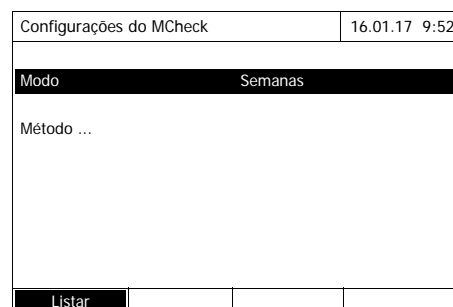 Configurações do MCheck 16.01.17 9:52
Modo Semanas
Método ...
Listar